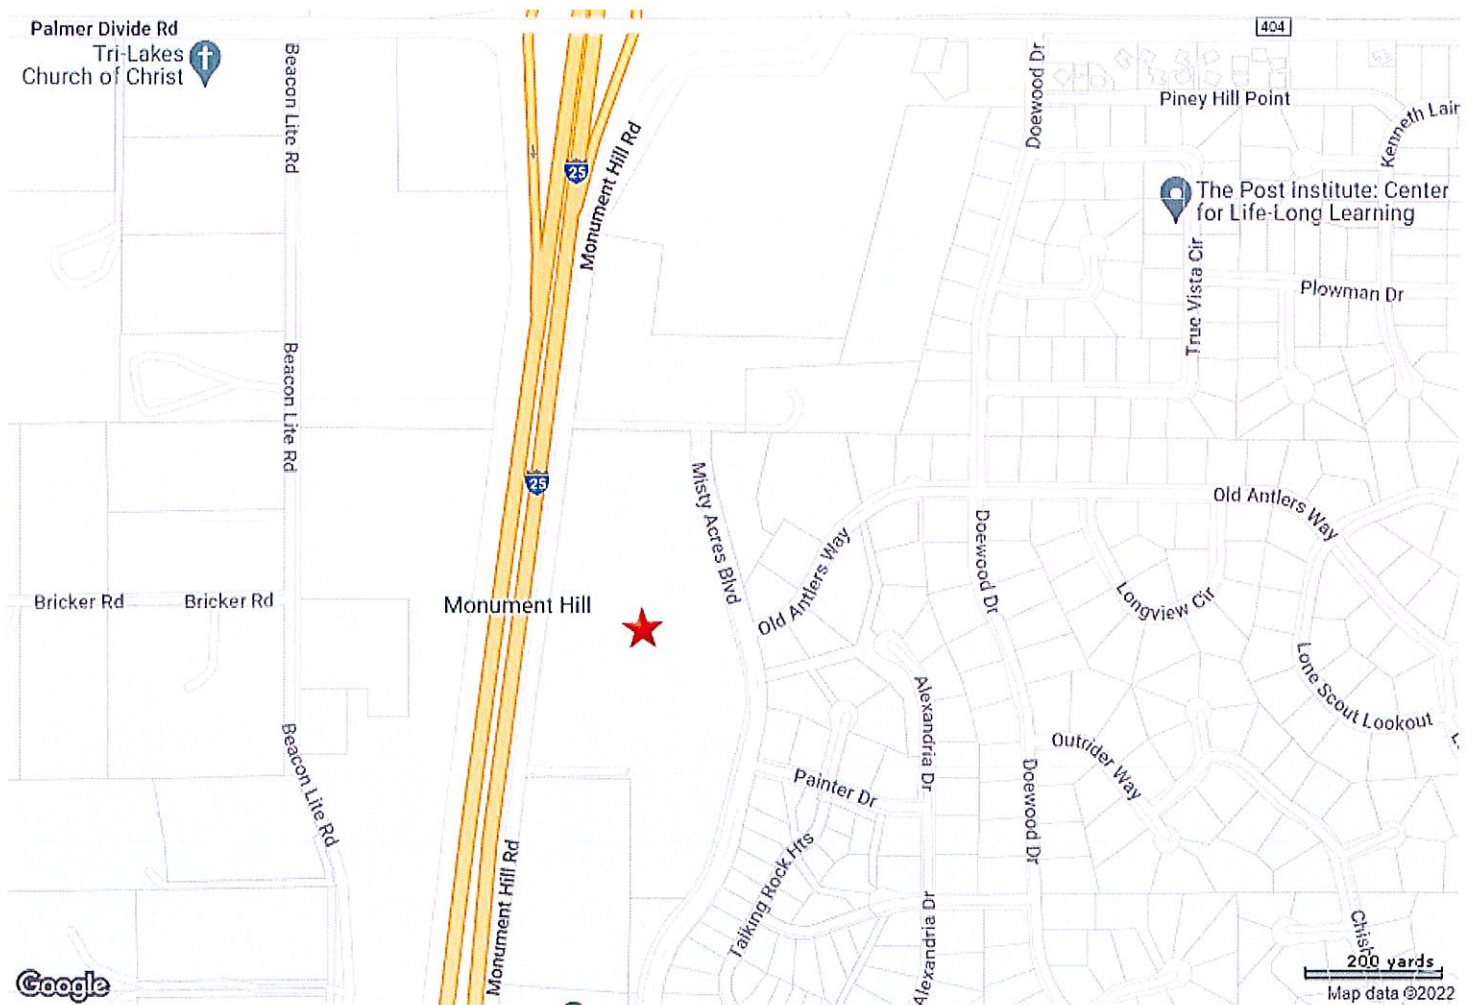 Palmer Divide Rd
Tri-Lakes
Church of Christ
Beacon Lite Rd
25
Monument Hill Rd
404
Doewood Dr
Piney Hill Point
Kenneth Lair
The Post Institute: Center
for Life-Long Learning
True Vista Cir
Plowman Dr
Beacon Lite Rd
25
Misty Acres Blvd
Old Antlers Way
Old Antlers Way
Doewood Dr
Longview Cir
Bricker Rd
Bricker Rd
Monument Hill
Lone Scout Lookout
Alexandria Dr
Outrider Way
Beacon Lite Rd
Painter Dr
Doewood Dr
Talking Rock Hts
Monument Hill Rd
Alexandria Dr
Chish
200 yards
Google
Map data ©2022